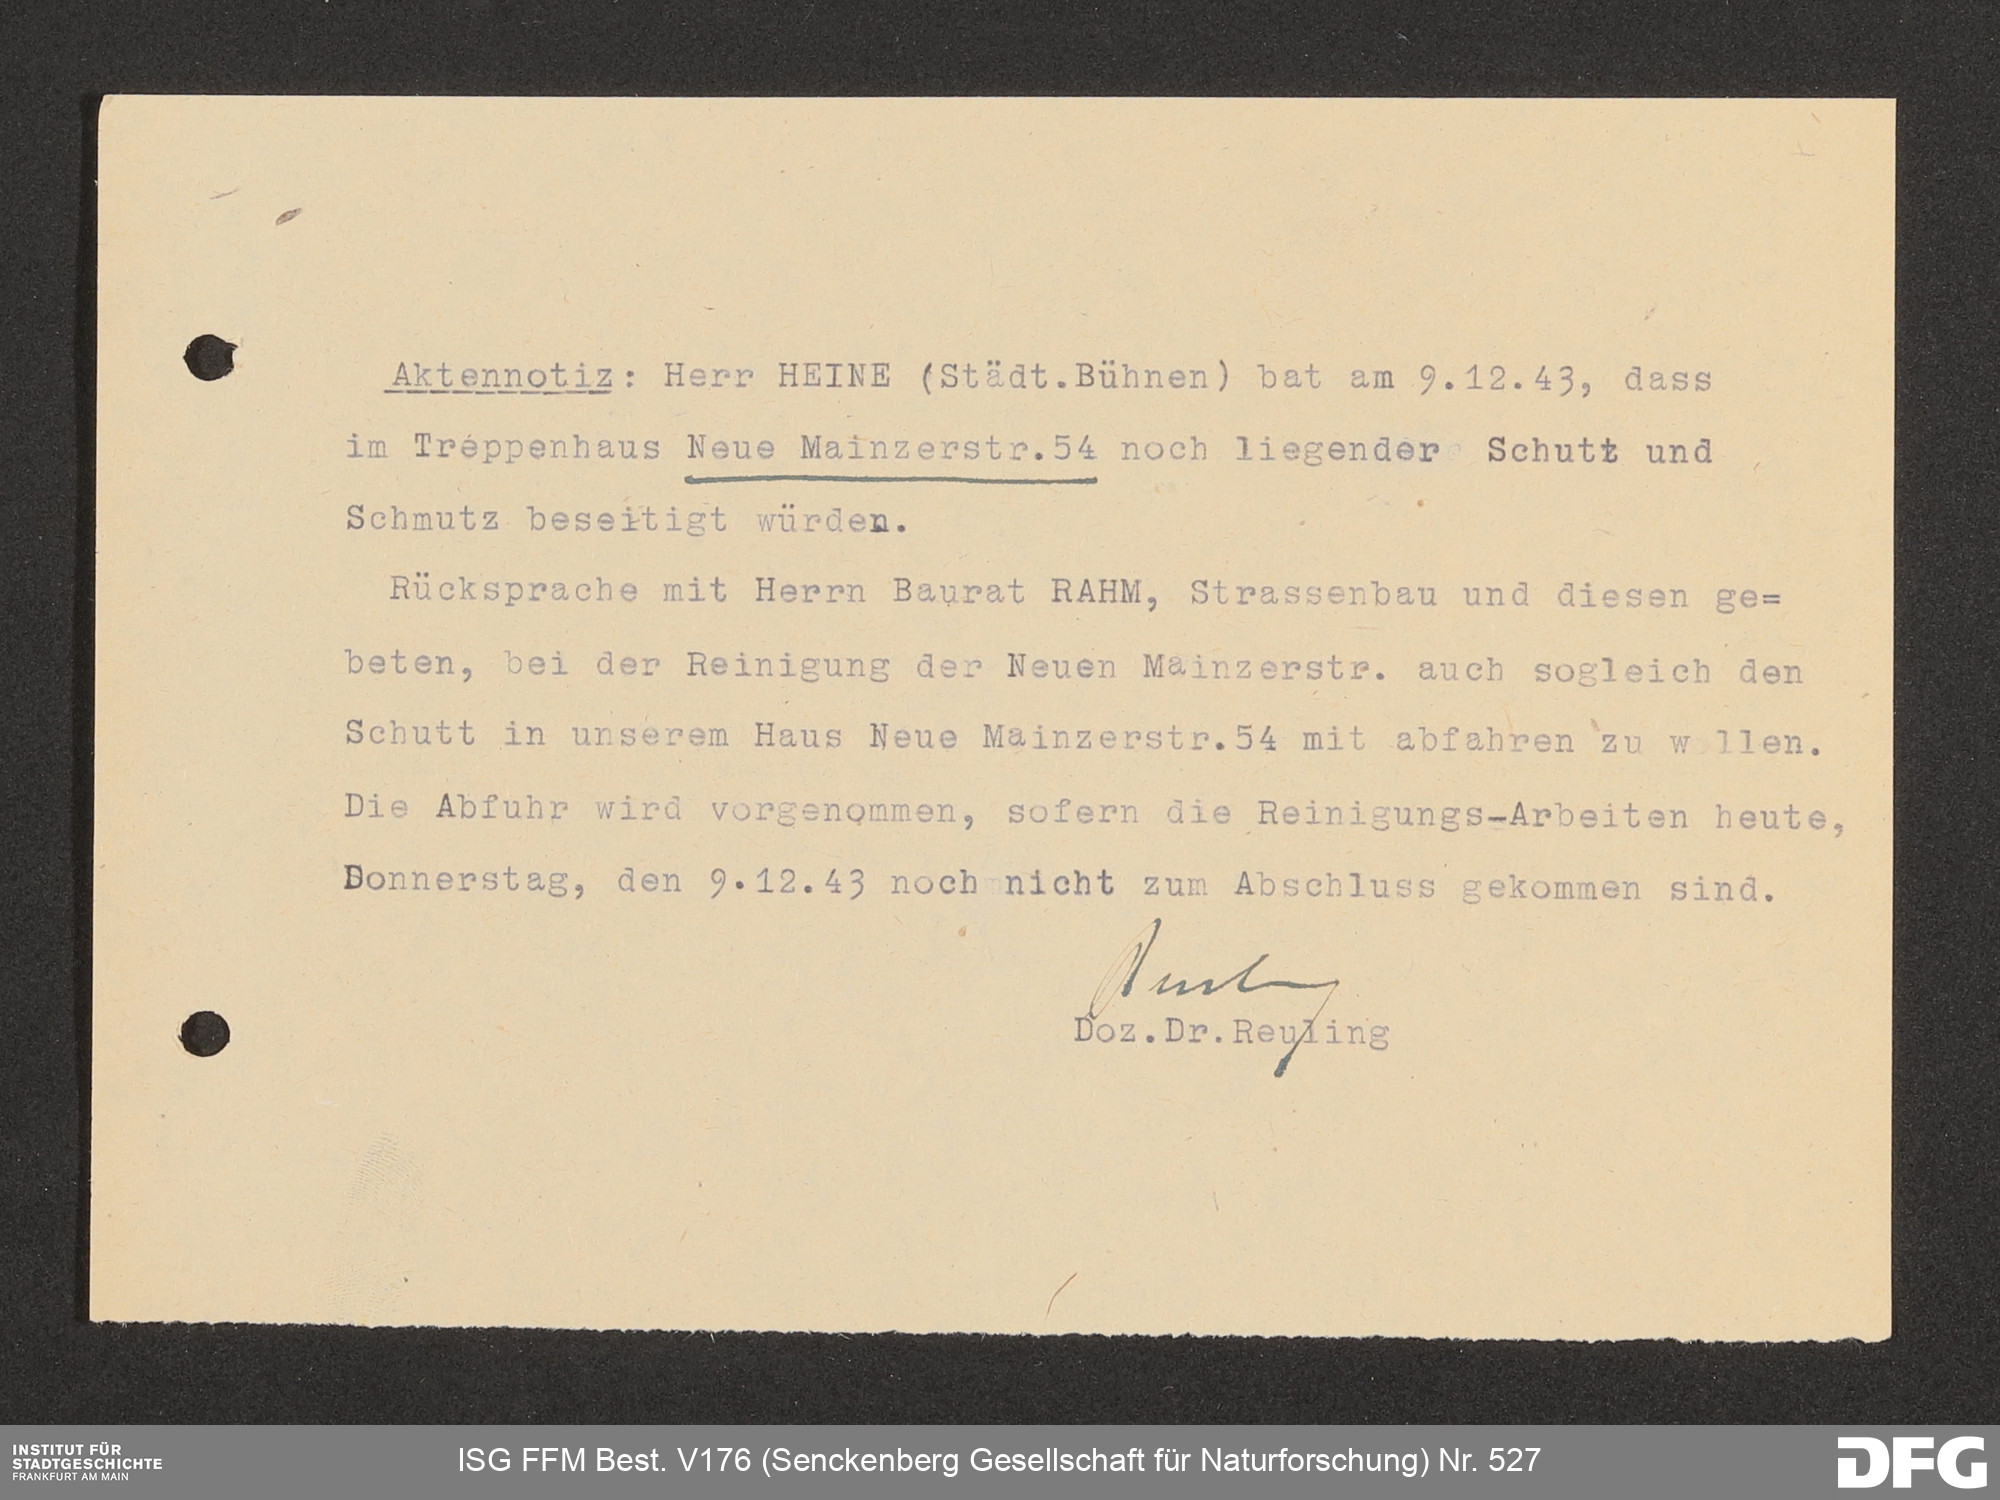 Aktennotiz: Herr HEINE (Städt.Bühnen) bat am 9.12.43, dass
im Treppenhaus Neue Mainzerstr.54 noch liegender Schutt und
Schmutz beseitigt würden.
Rücksprache mit Herrn Baurat RAHM, Strassenbau und diesen ge=
beten, bei der Reinigung der Neuen Mainzerstr. auch sogleich den
Schutt in unserem Haus Neue Mainzerstr.54 mit abfahren zu w llen.
Die Abfuhr wird vorgenommen, sofern die Reinigungs-Arbeiten heute,
Donnerstag, den 9.12.43 noch nicht zum Abschluss gekommen sind.
Reuling
Doz.Dr.Reuling
INSTITUT FÜR
STADTGESCHICHTE
FRANKFURT AM MAIN
ISG FFM Best. V176 (Senckenberg Gesellschaft für Naturforschung) Nr. 527
DFG